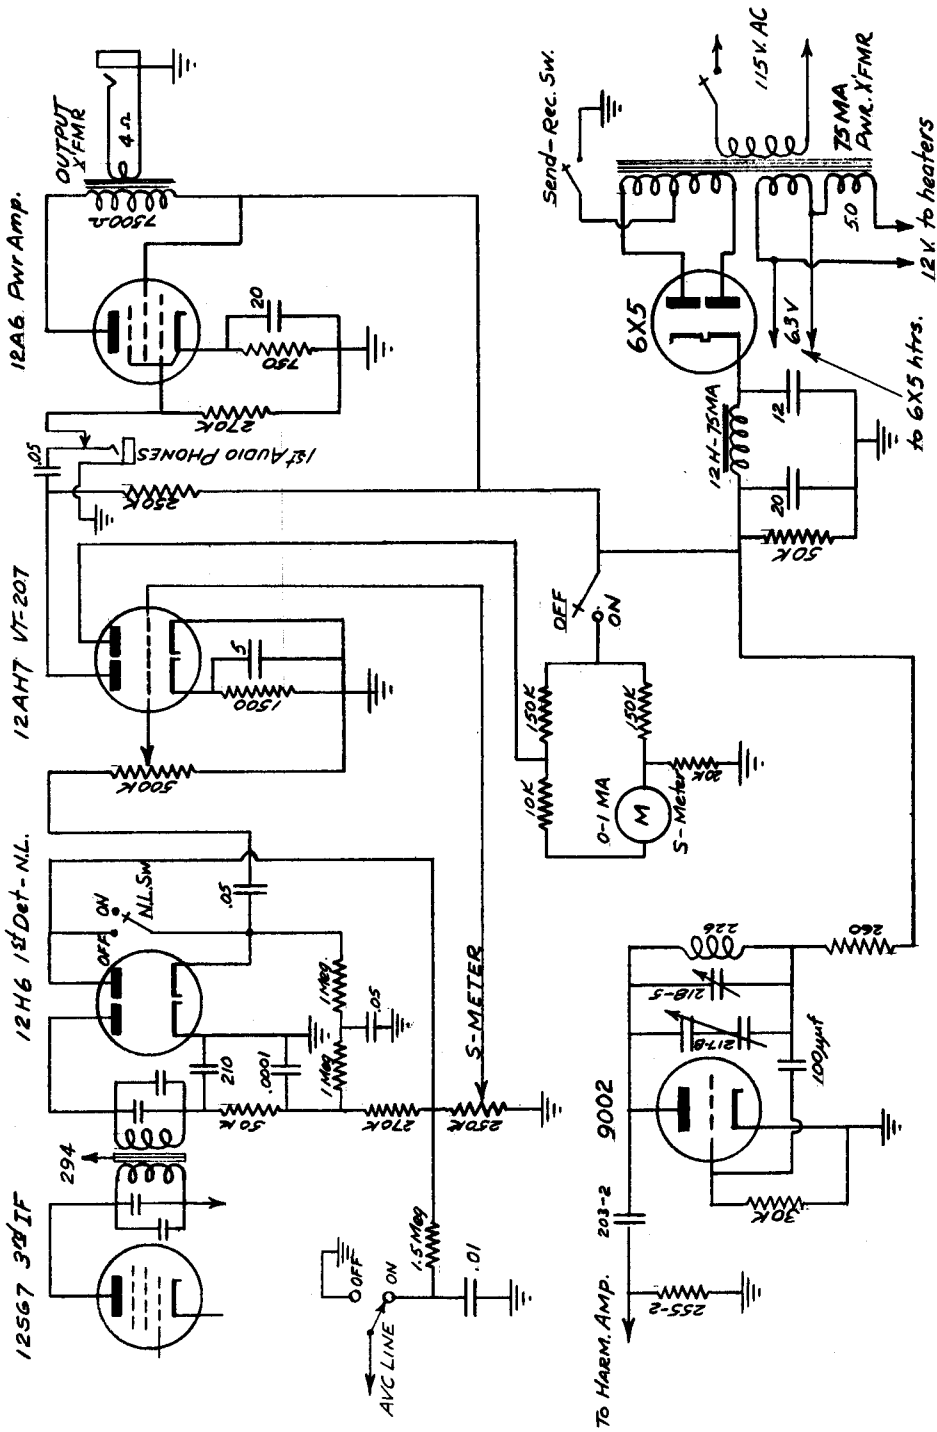 12SG7 3rd IF
294
12H6 1st Det-N.L.
OFF
ON
N.L.SW
210
.0001
50K
1 Meg
1 Meg.
.05
.05
270K
250K
S-METER
12AH7 VT-207
500K
5
1500
.05
250K
1st AUDIO PHONES
270K
12A6 Pwr Amp.
20
750
OUTPUT
X'FMR
7500Ω
4Ω
AVC LINE
OFF
ON
1.5 Meg
.01
OFF
ON
150K
150K
10K
0-1 MA
M
S-Meter
20K
Send-Rec. Sw.
6X5
12H-75MA
12
20
50K
115 V. AC
75 MA
PWR. X'FMR
5.0
6.3 V
to 6X5 htrs.
12 V. to heaters
To HARM. AMP.
203-2
255-2
9002
30K
217-B
218-5
226
100μμf
260